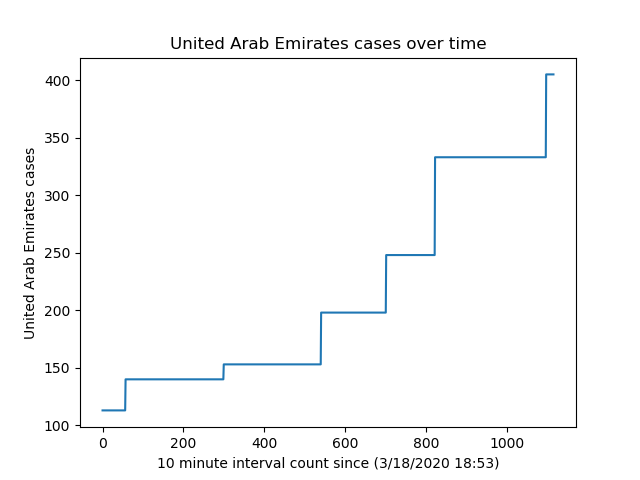 United Arab Emirates cases over time
400
350
300
250
200
150
100
United Arab Emirates cases
0 200 400 600 800 1000
10 minute interval count since (3/18/2020 18:53)